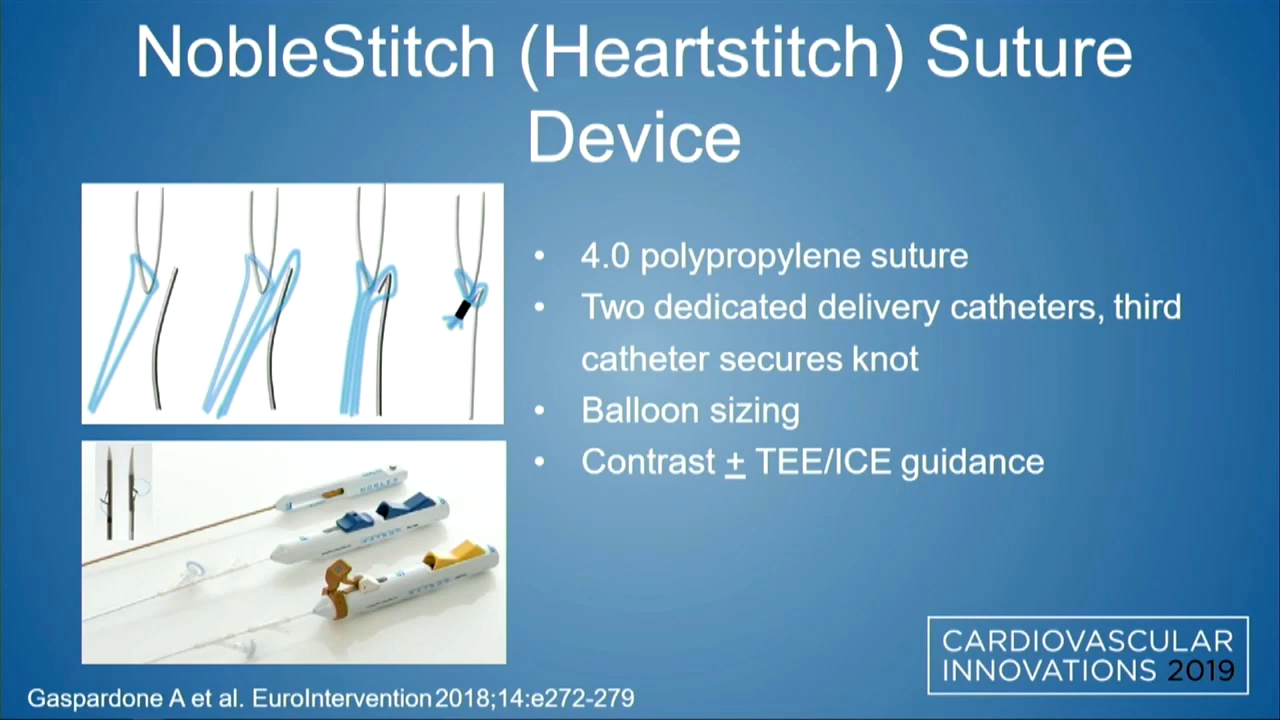 NobleStitch (Heartstitch) Suture
Device
• 4.0 polypropylene suture
• Two dedicated delivery catheters, third
catheter secures knot
• Balloon sizing
• Contrast ± TEE/ICE guidance
CARDIOVASCULAR
INNOVATIONS 2019
Gaspardone A et al. EuroIntervention 2018;14:e272-279